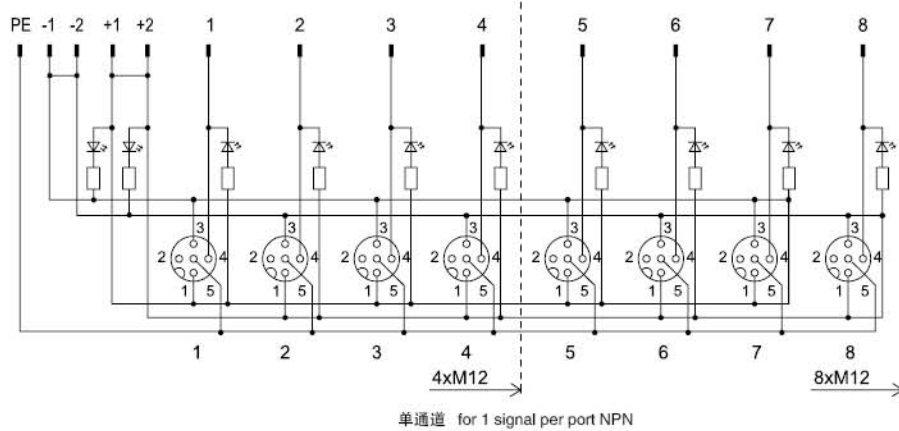 PE -1 -2 +1 +2 1 2 3 4 5 6 7 8
3 3 3 3 3 3 3 3
2 4 2 4 2 4 2 4 2 4 2 4 2 4 2 4
1 5 1 5 1 5 1 5 1 5 1 5 1 5 1 5
1 2 3 4 5 6 7 8
4xM12 8xM12
单通道 for 1 signal per port NPN